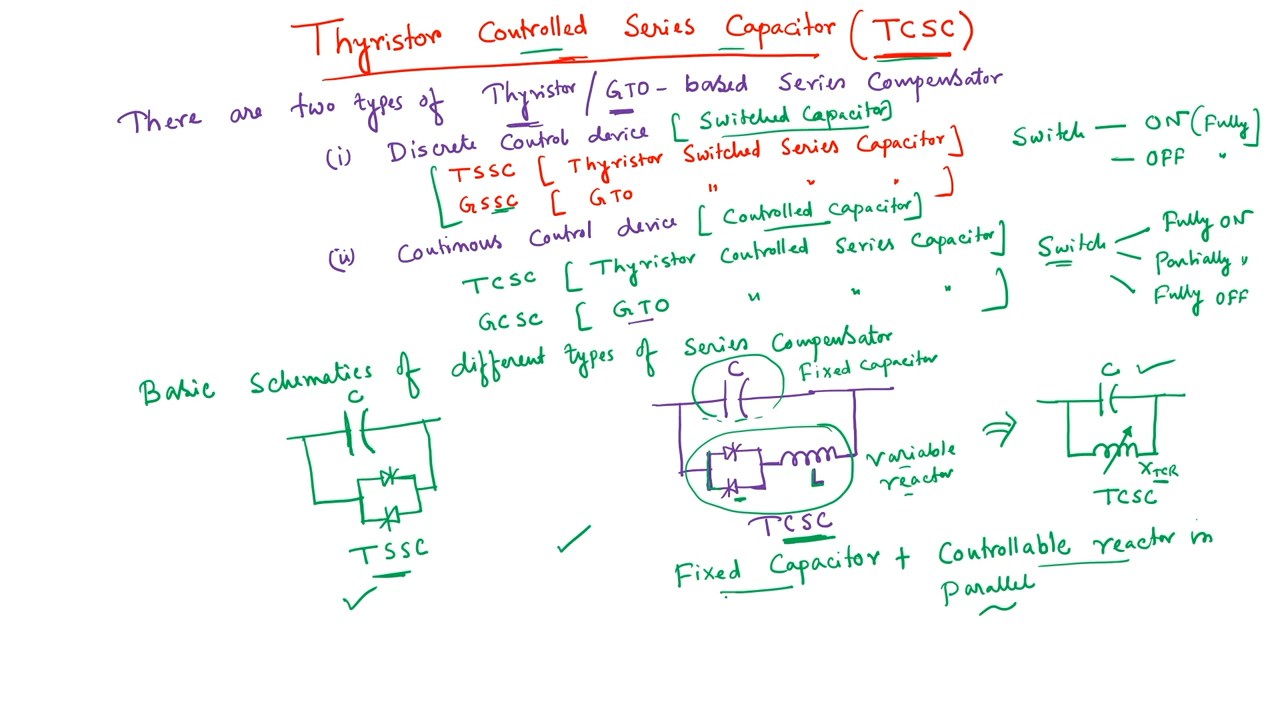 Thyristor Controlled Series Capacitor (TCSC)
There are two types of Thyristor / GTO - based Series Compensator
(i) Discrete Control device [ Switched Capacitor]
TSSC [ Thyristor Switched Series Capacitor ]
GSSC [ GTO " " " ]
Switch — ON (Fully]
— OFF "
(ii) Continous Control device [ Controlled Capacitor]
TCSC [ Thyristor Controlled Series Capacitor ]
GCSC [ GTO " " " ]
Switch Fully ON
Partially "
Fully OFF
Basic Schematics of different types of Series Compensator
C
TSSC
C Fixed Capacitor
L
variable
reactor
TCSC
⇒
C
XTCR
TCSC
Fixed Capacitor + Controllable reactor in
Parallel